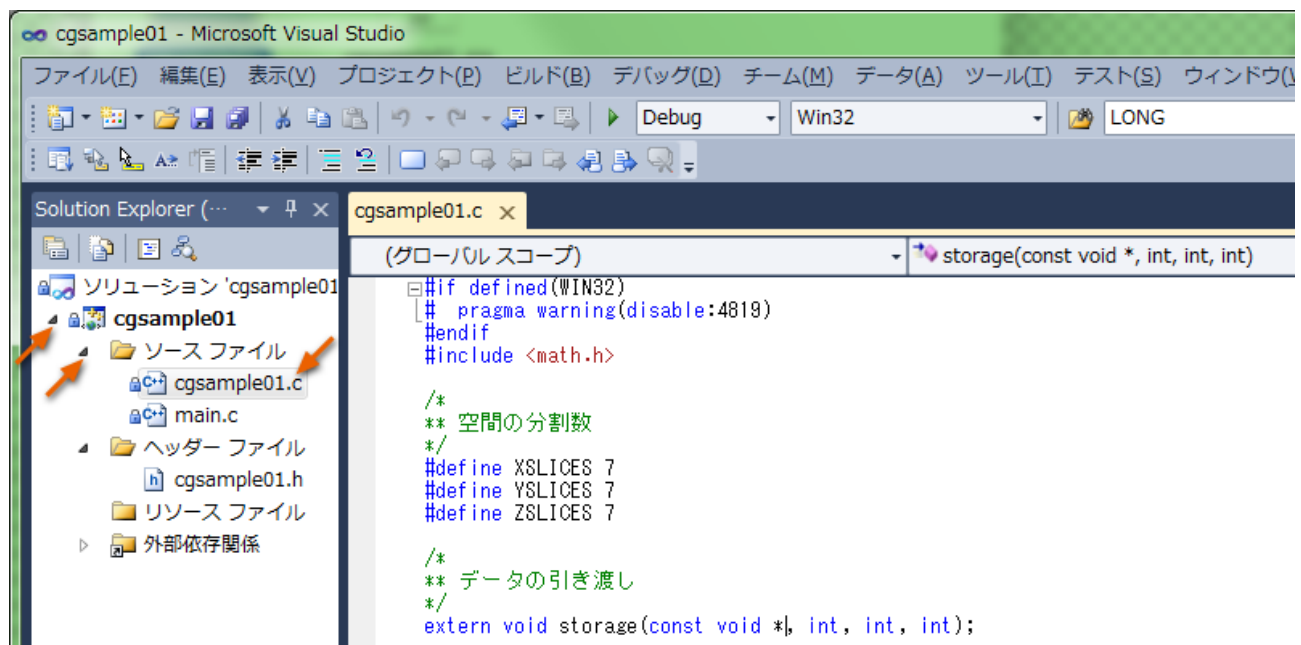 cgsample01 - Microsoft Visual Studio
ファイル(F) 編集(E) 表示(V) プロジェクト(P) ビルド(B) デバッグ(D) チーム(M) データ(A) ツール(T) テスト(S) ウィンドウ(V
Debug Win32 LONG
Solution Explorer (…
cgsample01.c
(グローバル スコープ) storage(const void *, int, int, int)
ソリューション 'cgsample01
cgsample01
ソース ファイル
cgsample01.c
main.c
ヘッダー ファイル
cgsample01.h
リソース ファイル
外部依存関係
#if defined(WIN32)
#  pragma warning(disable:4819)
#endif
#include <math.h>
/*
** 空間の分割数
*/
#define XSLICES 7
#define YSLICES 7
#define ZSLICES 7
/*
** データの引き渡し
*/
extern void storage(const void *, int, int, int);